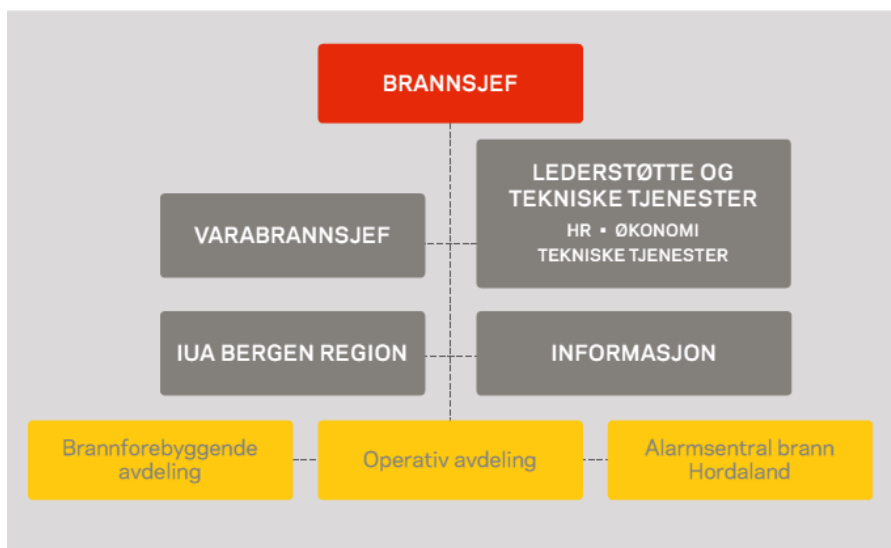 BRANNSJEF
LEDERSTØTTE OG
TEKNISKE TJENESTER
HR ▪ ØKONOMI
TEKNISKE TJENESTER
VARABRANNSJEF
IUA BERGEN REGION
INFORMASJON
Brannforebyggende
avdeling
Operativ avdeling
Alarmsentral brann
Hordaland